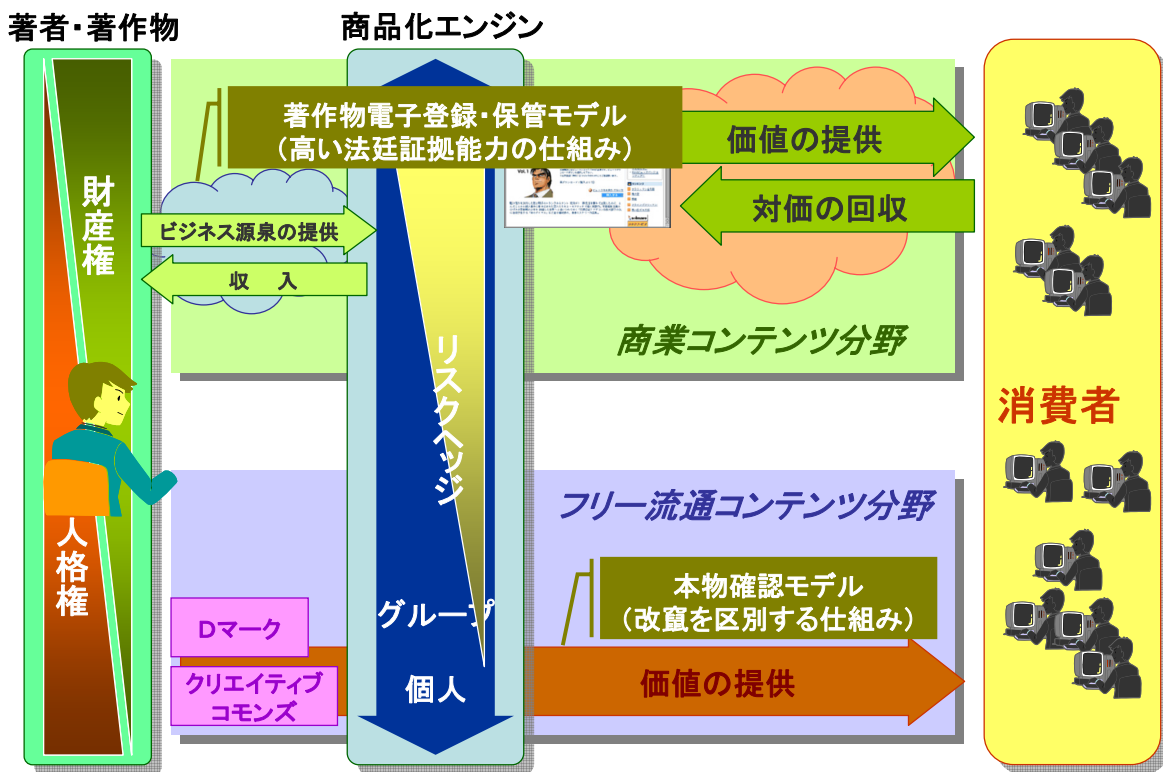 著者・著作物
商品化エンジン
著作物電子登録・保管モデル
（高い法廷証拠能力の仕組み）
価値の提供
対価の回収
財産権
ビジネス源泉の提供
収　入
商業コンテンツ分野
リスクヘッジ
消費者
フリー流通コンテンツ分野
人格権
本物確認モデル
（改竄を区別する仕組み）
グループ
Dマーク
クリエイティブ
コモンズ
個人
価値の提供